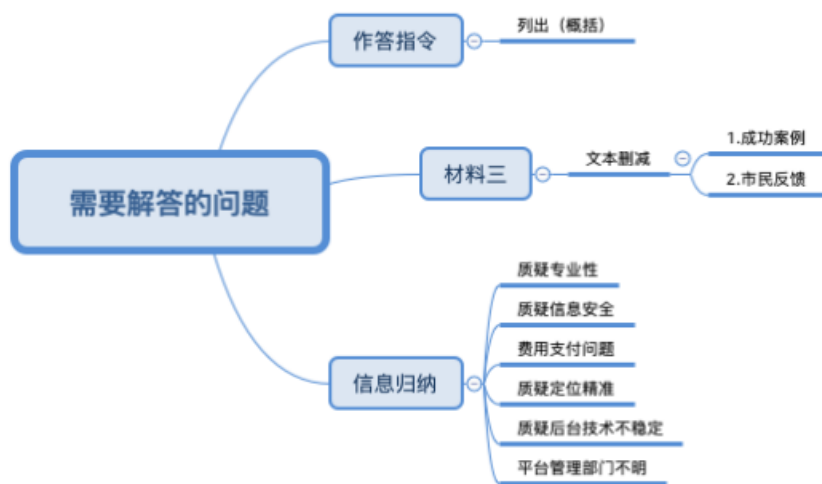 需要解答的问题
作答指令
列出（概括）
材料三
文本删减
1.成功案例
2.市民反馈
信息归纳
质疑专业性
质疑信息安全
费用支付问题
质疑定位精准
质疑后台技术不稳定
平台管理部门不明